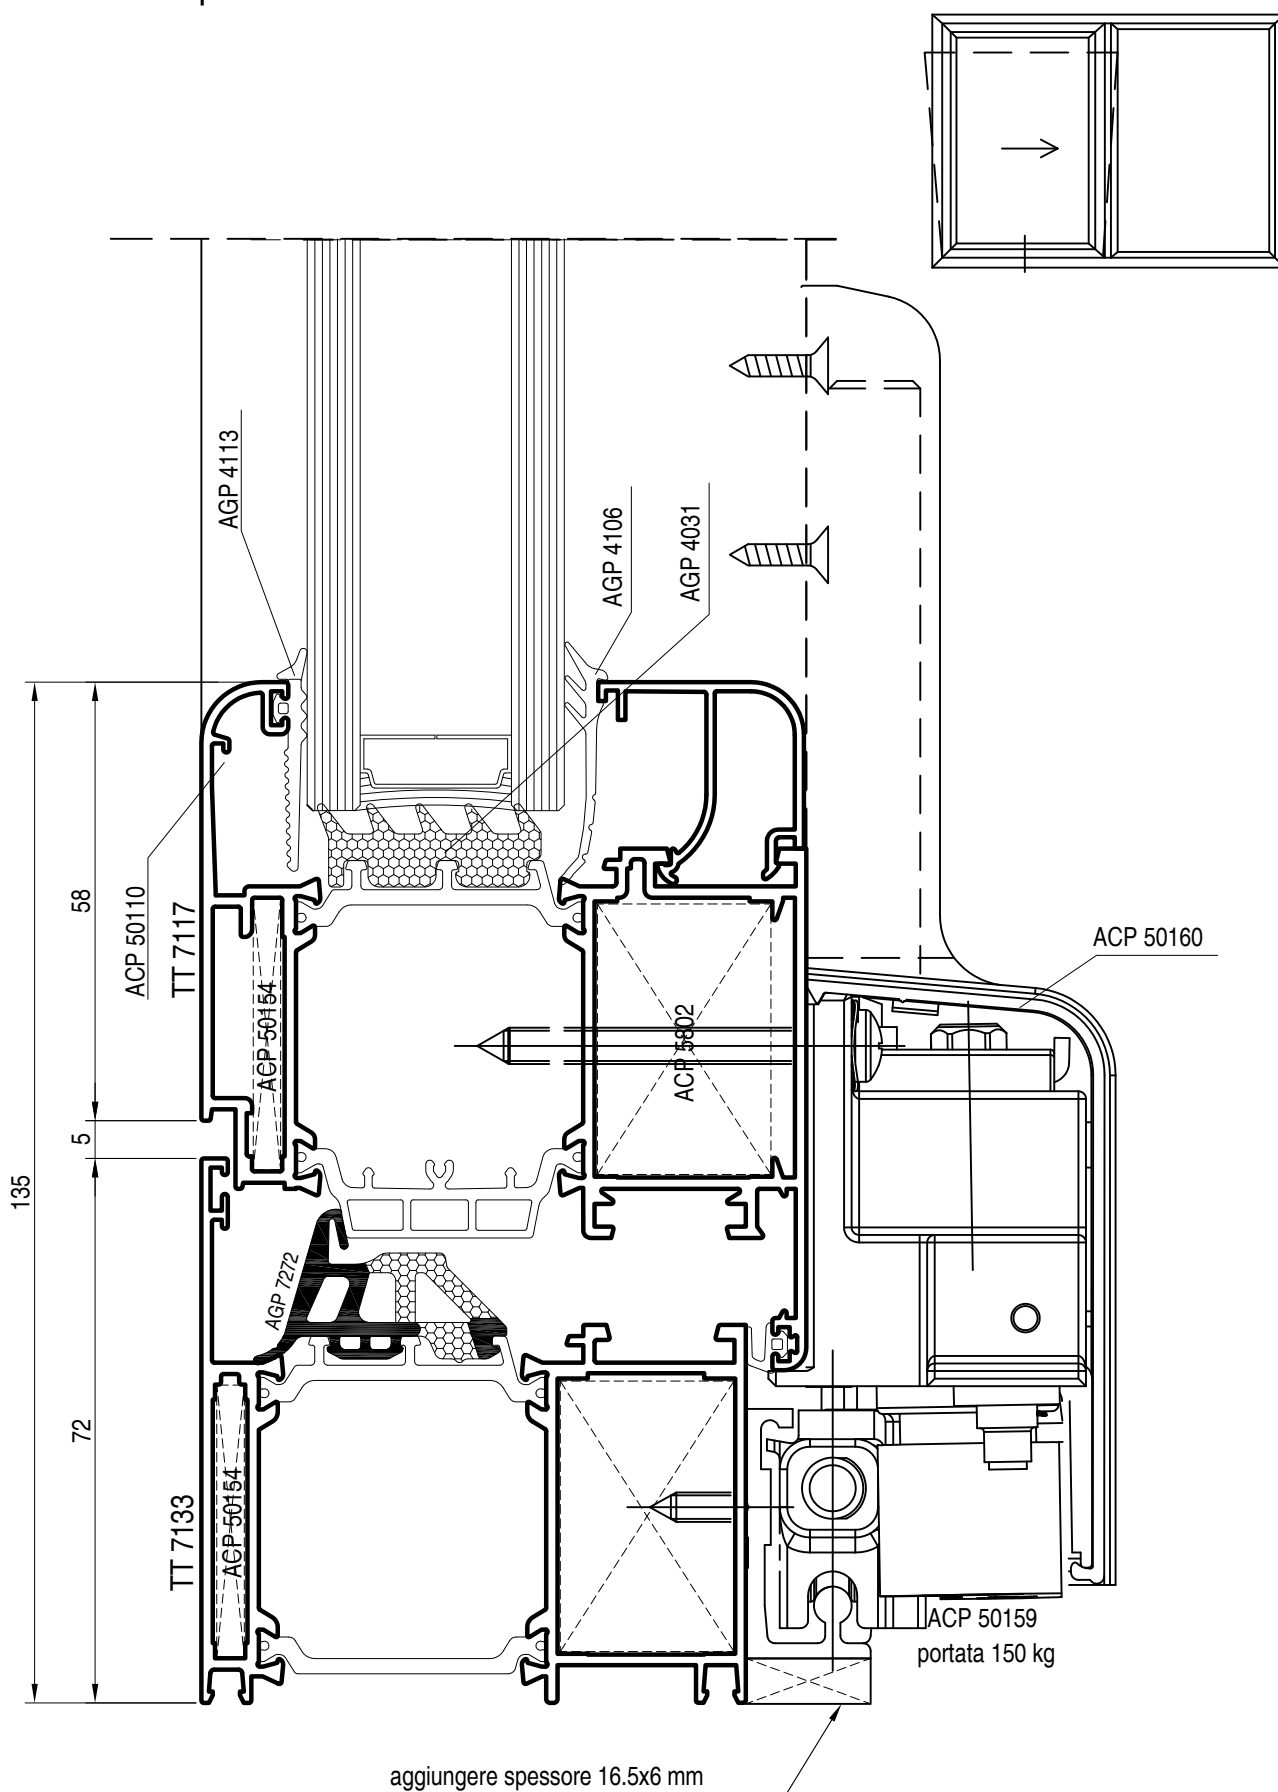 AGP 4113
AGP 4106
AGP 4031
ACP 50110
TT 7117
ACP 50154
ACP 5802
ACP 50160
58
5
135
72
AGP 7272
TT 7133
ACP 50154
ACP 50159
portata 150 kg
aggiungere spessore 16.5x6 mm